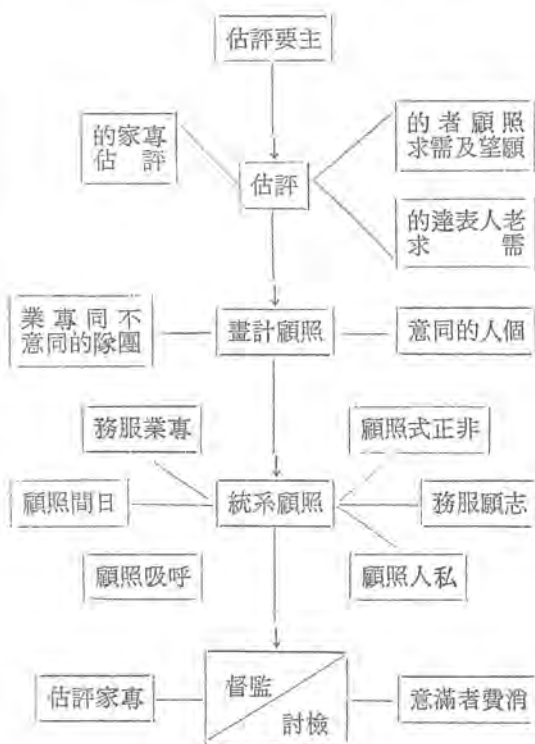 主要評估
專家的
評估
評估
照顧者的
願望及需求
老人表達的
需求
不同專業
團隊的同意
照顧計畫
個人的同意
專業服務
非正式照顧
日間照顧
照顧系統
志願服務
呼吸照顧
私人照顧
專家評估
監督
檢討
消費者滿意